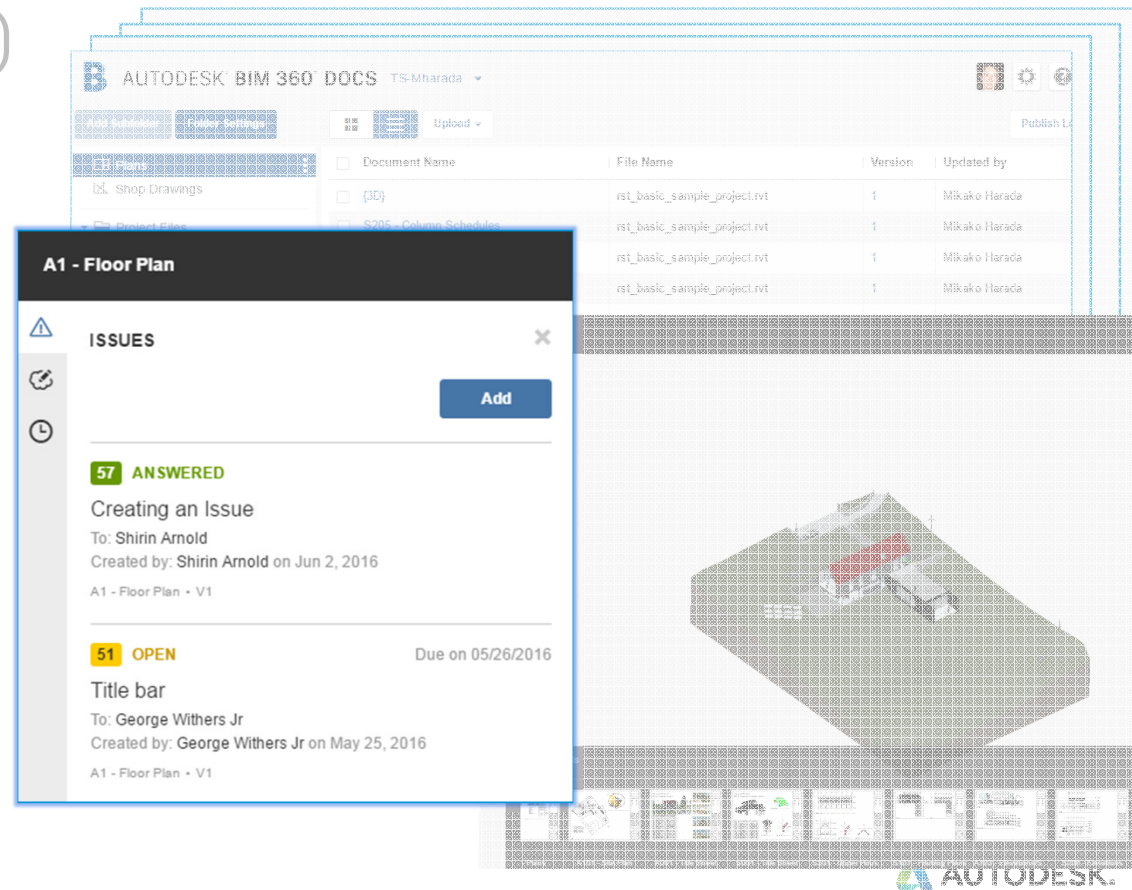 AUTODESK® BIM 360™ DOCS TS-Mharada
Upload
Document Name File Name Version Updated by
Shop Drawings
{3D} rst_basic_sample_project.rvt 1 Mikako Harada
Project Files
S205 - Column Schedules rst_basic_sample_project.rvt 1 Mikako Harada
rst_basic_sample_project.rvt 1 Mikako Harada
rst_basic_sample_project.rvt 1 Mikako Harada
A1 - Floor Plan
ISSUES
Add
57 ANSWERED
Creating an Issue
To: Shirin Arnold
Created by: Shirin Arnold on Jun 2, 2016
A1 - Floor Plan • V1
51 OPEN Due on 05/26/2016
Title bar
To: George Withers Jr
Created by: George Withers Jr on May 25, 2016
A1 - Floor Plan • V1
AUTODESK.